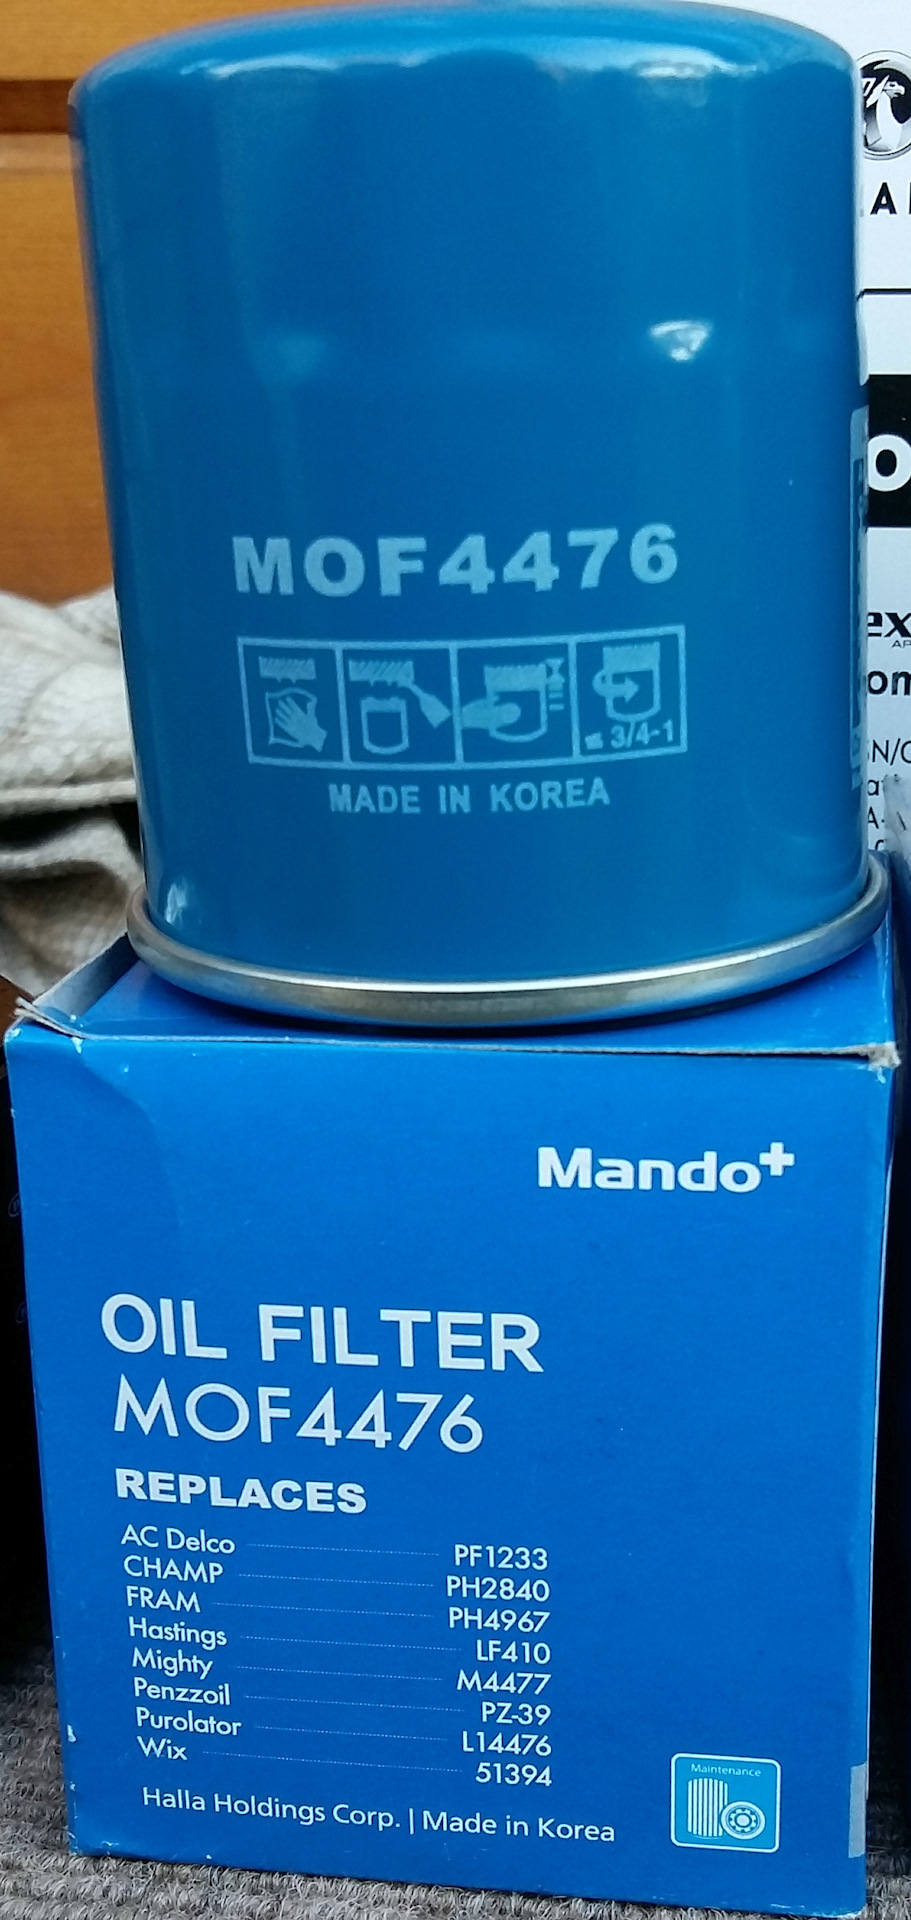 MOF4476
3/4-1
MADE IN KOREA
Mando+
OIL FILTER
MOF4476
REPLACES
AC Delco PF1233
CHAMP PH2840
FRAM PH4967
Hastings LF410
Mighty M4477
Penzzoil PZ-39
Purolator L14476
Wix 51394
Halla Holdings Corp. | Made in Korea
Maintenance